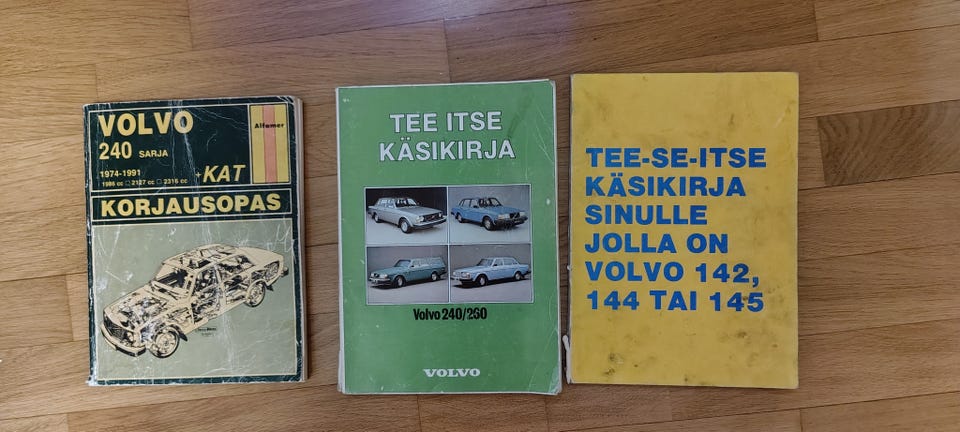 VOLVO
240 SARJA
1974-1991
1986 cc □ 2127 cc □ 2316 cc
+KAT
Alfamer
KORJAUSOPAS
TEE ITSE
KÄSIKIRJA
Volvo 240/260
VOLVO
TEE-SE-ITSE
KÄSIKIRJA
SINULLE
JOLLA ON
VOLVO 142,
144 TAI 145